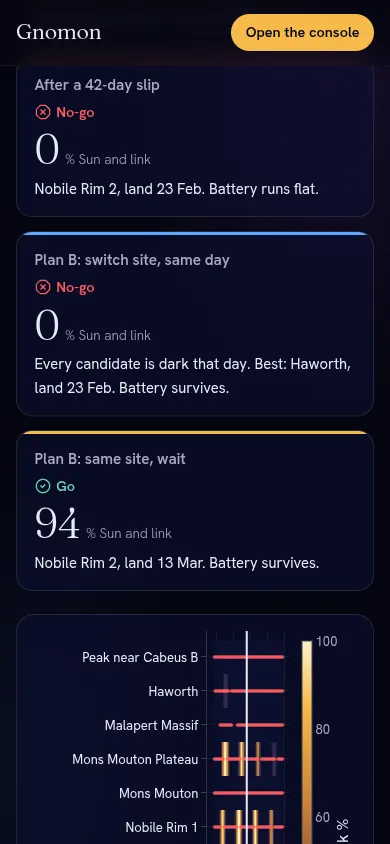 Gnomon
Open the console
After a 42-day slip
No-go
0 % Sun and link
Nobile Rim 2, land 23 Feb. Battery runs flat.
Plan B: switch site, same day
No-go
0 % Sun and link
Every candidate is dark that day. Best: Haworth,
land 23 Feb. Battery survives.
Plan B: same site, wait
Go
94 % Sun and link
Nobile Rim 2, land 13 Mar. Battery survives.
Peak near Cabeus B
Haworth
Malapert Massif
Mons Mouton Plateau
Mons Mouton
Nobile Rim 1
100
80
60
k %